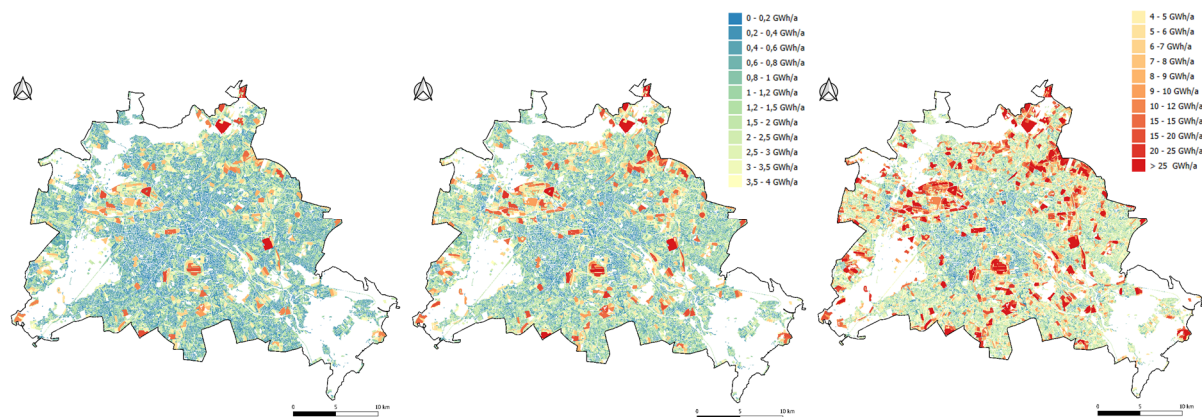 0 - 0,2 GWh/a
0,2 - 0,4 GWh/a
0,4 - 0,6 GWh/a
0,6 - 0,8 GWh/a
0,8 - 1 GWh/a
1 - 1,2 GWh/a
1,2 - 1,5 GWh/a
1,5 - 2 GWh/a
2 - 2,5 GWh/a
2,5 - 3 GWh/a
3 - 3,5 GWh/a
3,5 - 4 GWh/a
4 - 5 GWh/a
5 - 6 GWh/a
6 -7 GWh/a
7 - 8 GWh/a
8 - 9 GWh/a
9 - 10 GWh/a
10 - 12 GWh/a
15 - 15 GWh/a
15 - 20 GWh/a
20 - 25 GWh/a
> 25 GWh/a
0 5 10 km
0 5 10 km
0 5 10 km